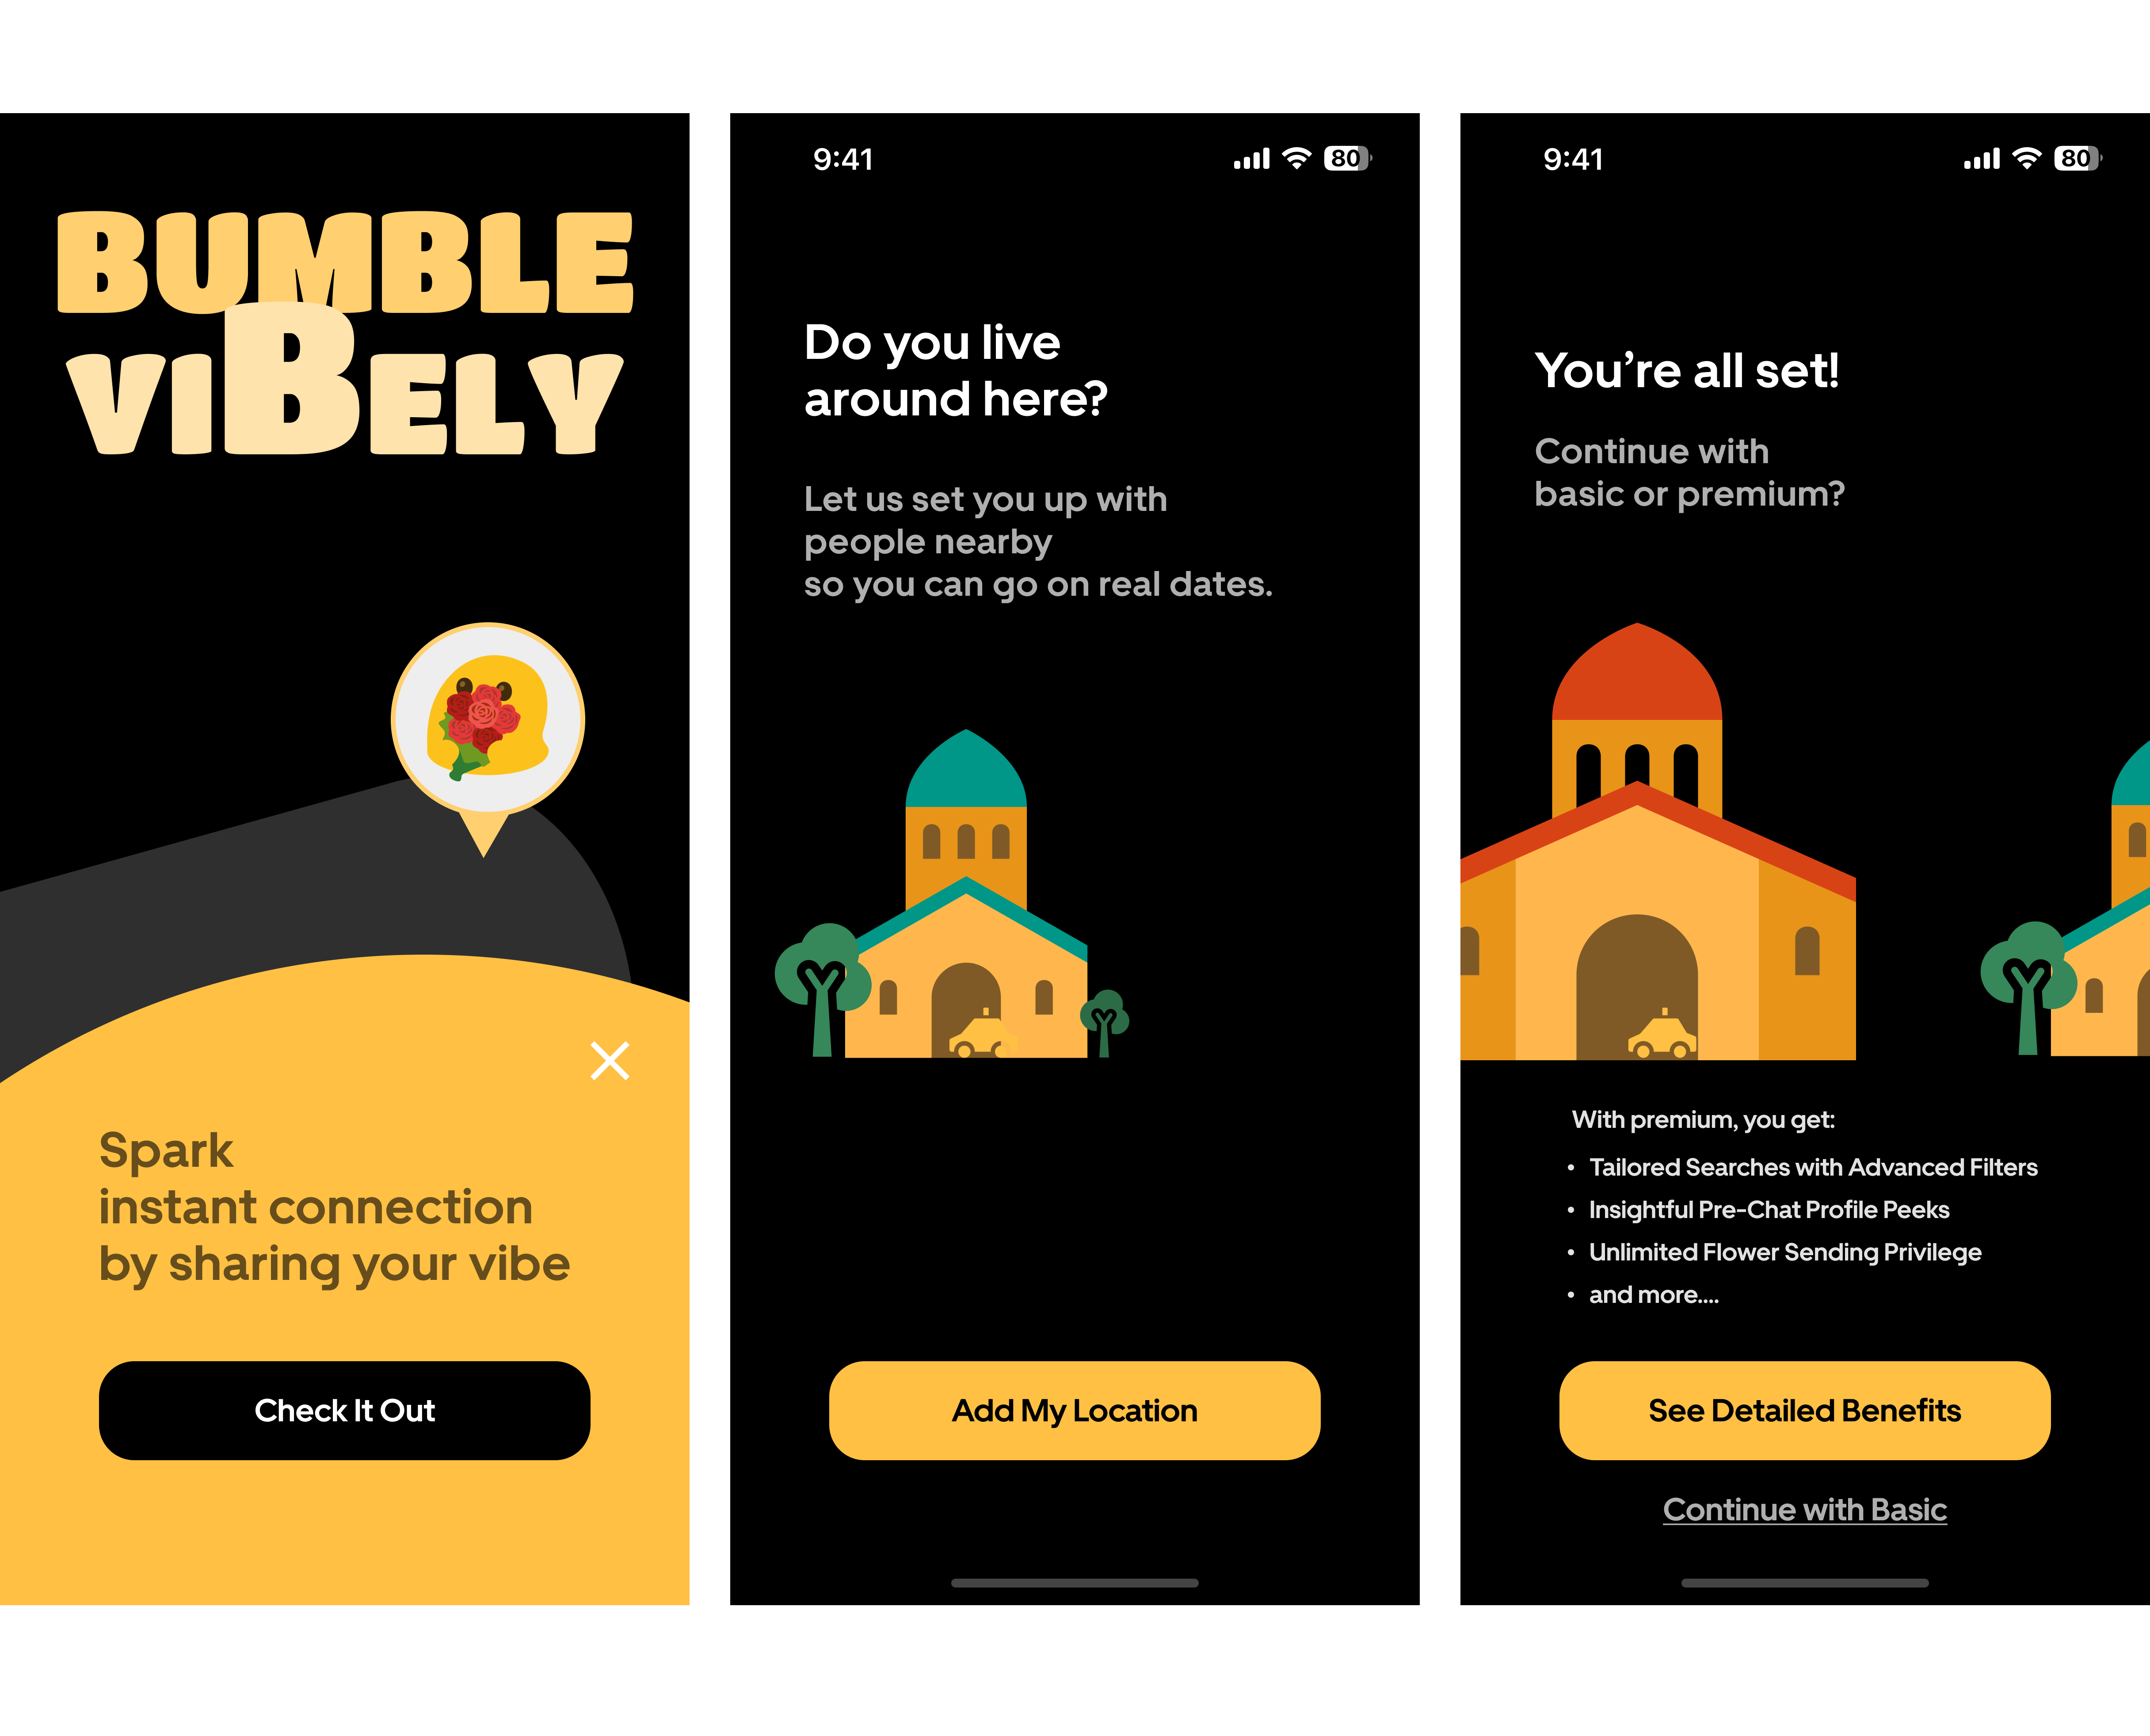 BUMBLE
VIBELY
Spark
instant connection
by sharing your vibe
Check It Out
9:41
80
Do you live
around here?
Let us set you up with
people nearby
so you can go on real dates.
Add My Location
9:41
80
You’re all set!
Continue with
basic or premium?
With premium, you get:
• Tailored Searches with Advanced Filters
• Insightful Pre-Chat Profile Peeks
• Unlimited Flower Sending Privilege
• and more....
See Detailed Benefits
Continue with Basic